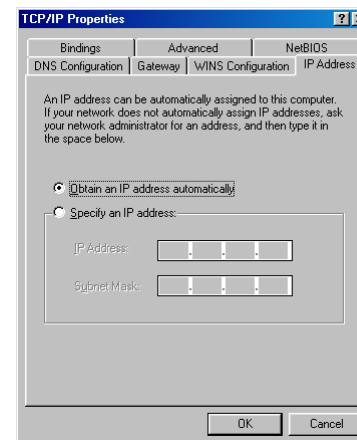 TCP/IP Properties
Bindings Advanced NetBIOS
DNS Configuration Gateway WINS Configuration IP Address
An IP address can be automatically assigned to this computer.
If your network does not automatically assign IP addresses, ask
your network administrator for an address, and then type it in
the space below.
Obtain an IP address automatically
Specify an IP address:
IP Address:
Subnet Mask:
OK Cancel